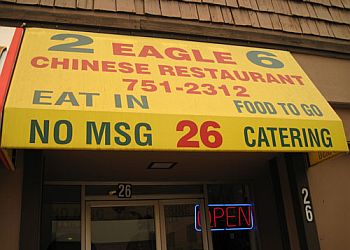 2 EAGLE 6
CHINESE RESTAURANT
751-2312
EAT IN FOOD TO GO
NO MSG 26 CATERING
26
OPEN
26